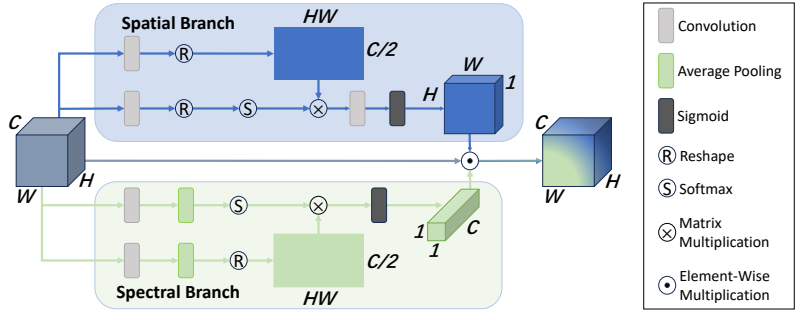 Spatial Branch
HW
C/2
W
1
H
R
R
S
C
W
H
C
W
H
S
R
1
1
C
C/2
HW
Spectral Branch
Convolution
Average Pooling
Sigmoid
R Reshape
S Softmax
Matrix
Multiplication
Element-Wise
Multiplication